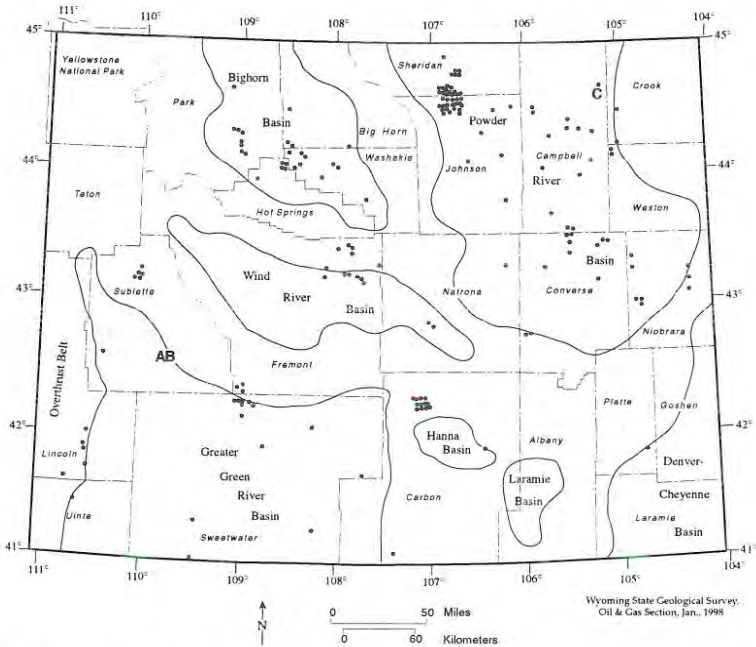 111°
110°
109°
108°
107°
106°
105°
104°
45°
45°
Yellowstone
National Park
Park
Bighorn
Basin
Big Horn
Washakie
Sheridan
Johnson
Powder
River
Basin
Campbell
C
Crook
44°
44°
Teton
Hot Springs
Weston
Sublette
Wind
River
Basin
Natrona
Converse
Niobrara
43°
43°
Overthrust Belt
AB
Fremont
Platte
Goshen
42°
42°
Lincoln
Greater
Green
River
Basin
Hanna
Basin
Albany
Laramie
Basin
Carbon
Denver-
Cheyenne
Basin
Laramie
Uinta
Sweetwater
41°
41°
111°
110°
109°
108°
107°
106°
105°
104°
N
0 50 Miles
0 60 Kilometers
Wyoming State Geological Survey,
Oil & Gas Section, Jan., 1998